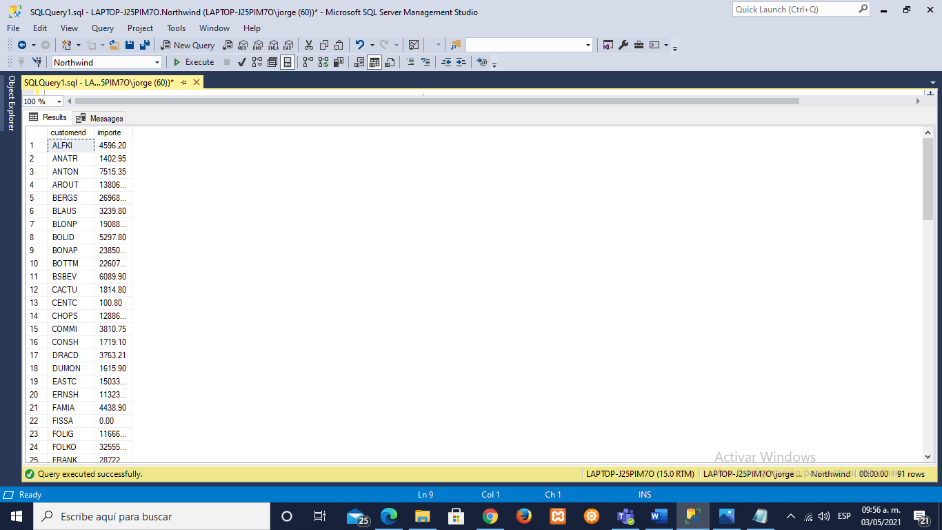 SQLQuery1.sql - LAPTOP-J25PIM7O.Northwind (LAPTOP-J25PIM7O\jorge (60))* - Microsoft SQL Server Management Studio
Quick Launch (Ctrl+Q)
File Edit View Query Project Tools Window Help
New Query
Northwind Execute
Object Explorer
SQLQuery1.sql - LA...5PIM7O\jorge (60))*
100 %
Results Messages
customerid importe
1 ALFKI 4596.20
2 ANATR 1402.95
3 ANTON 7515.35
4 AROUT 13806...
5 BERGS 26968...
6 BLAUS 3239.80
7 BLONP 19088...
8 BOLID 5297.80
9 BONAP 23850...
10 BOTTM 22607...
11 BSBEV 6089.90
12 CACTU 1814.80
13 CENTC 100.80
14 CHOPS 12886...
15 COMMI 3810.75
16 CONSH 1719.10
17 DRACD 3763.21
18 DUMON 1615.90
19 EASTC 15033...
20 ERNSH 11323...
21 FAMIA 4438.90
22 FISSA 0.00
23 FOLIG 11666...
24 FOLKO 32555...
25 FRANK 28722...
Activar Windows
Query executed successfully.
LAPTOP-J25PIM7O (15.0 RTM) LAPTOP-J25PIM7O\jorge ... Northwind 00:00:00 91 rows
Ready Ln 9 Col 1 Ch 1 INS
Escribe aquí para buscar
25
ESP
09:56 a. m.
03/05/2021
21